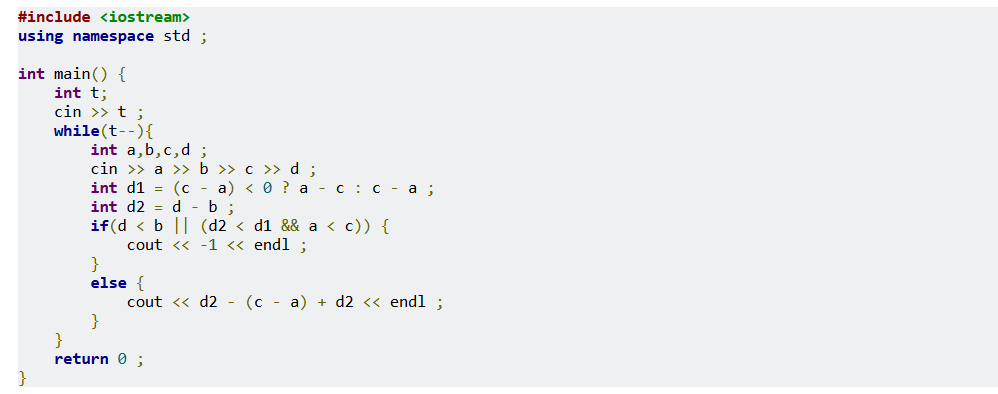 #include <iostream>
using namespace std ;

int main() {
    int t;
    cin >> t ;
    while(t--){
        int a,b,c,d ;
        cin >> a >> b >> c >> d ;
        int d1 = (c - a) < 0 ? a - c : c - a ;
        int d2 = d - b ;
        if(d < b || (d2 < d1 && a < c)) {
            cout << -1 << endl ;
        }
        else {
            cout << d2 - (c - a) + d2 << endl ;
        }
    }
    return 0 ;
}